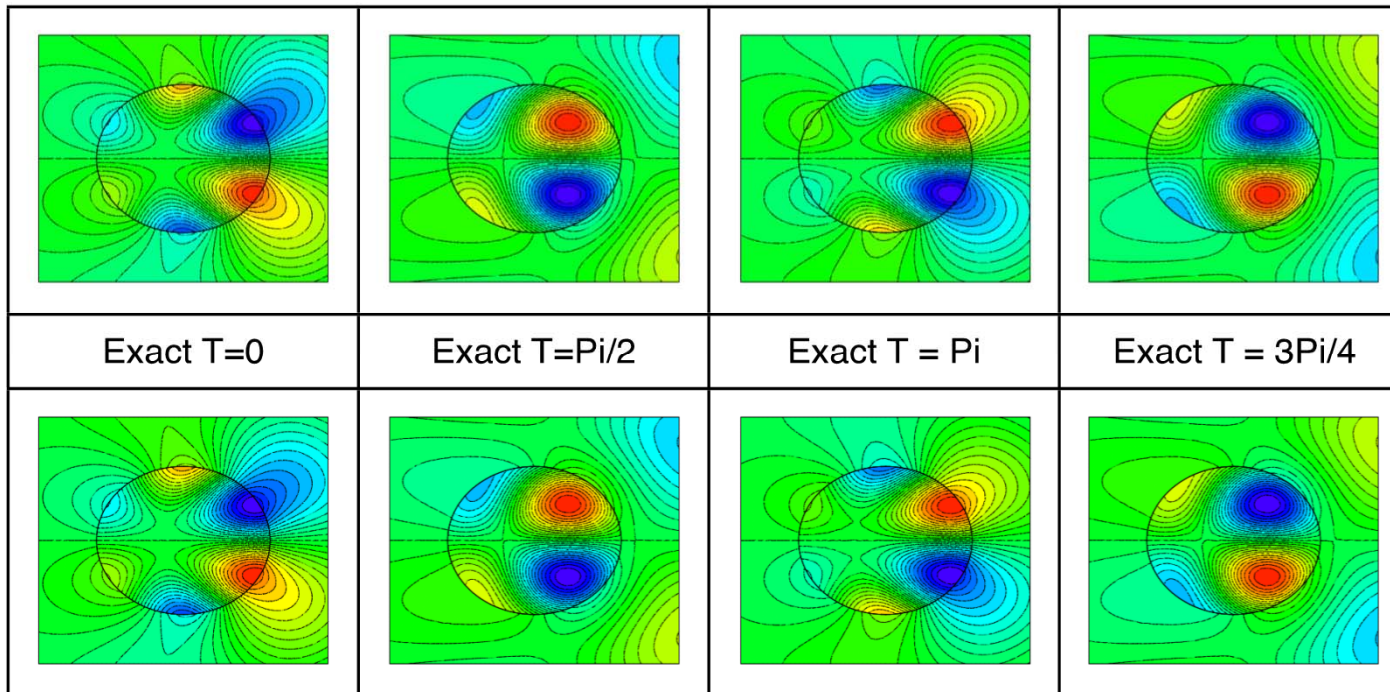 Exact T=0
Exact T=Pi/2
Exact T = Pi
Exact T = 3Pi/4